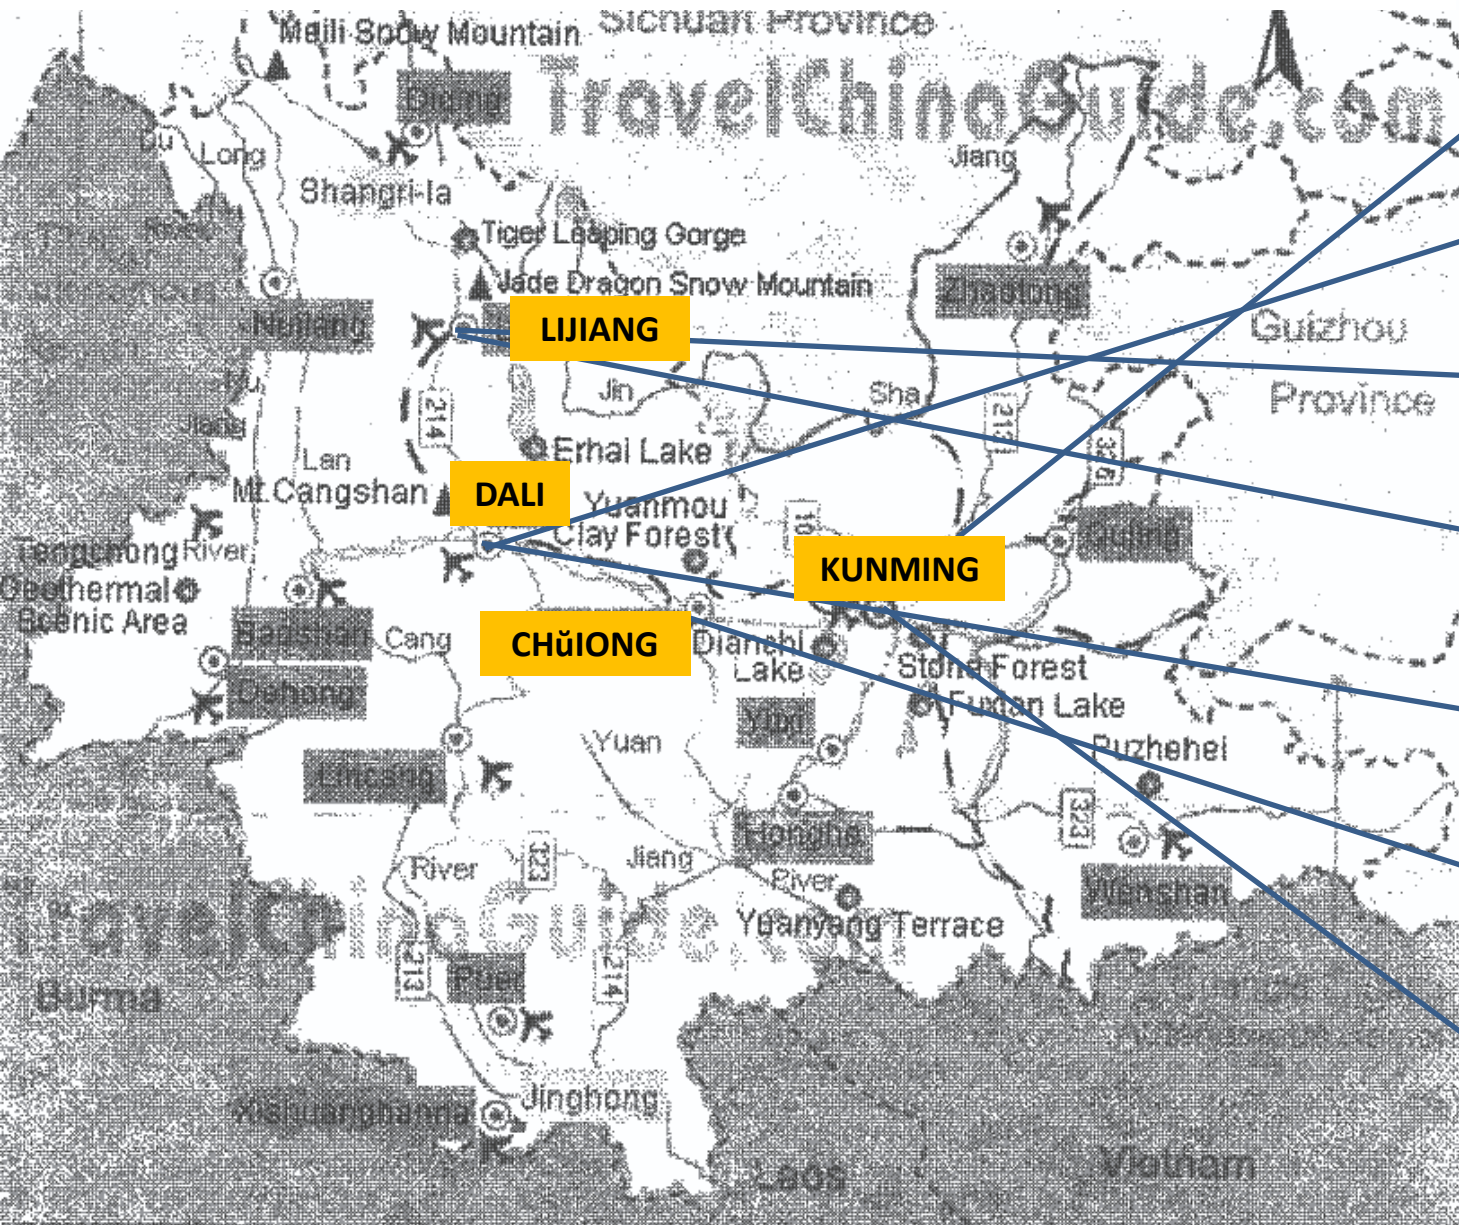 Sichuan Province
Meili Snow Mountain
TravelChinaGuide.com
Diqing
Long
Jiang
Shangri-la
Tiger Leaping Gorge
Jade Dragon Snow Mountain
Zhaotong
Nujiang
LIJIANG
Guizhou
Province
Jin
Sha
Nu
Jiang
214
213
326
Erhai Lake
Lan
Mt.Cangshan
DALI
Yuanmou
Clay Forest
Qujing
Tengchong
River
Geothermal
Scenic Area
KUNMING
Baoshan
Cang
CHŭIONG
Dianchi
Lake
Stone Forest
Dehong
Fuxian Lake
Yuxi
Yuan
Puzhehei
Lincang
323
Honghe
River
323
Jiang
River
Wenshan
Yuanyang Terrace
TravelChinaGuide.com
213
214
Puer
Burma
Xishuangbanna
Jinghong
Laos
Vietnam